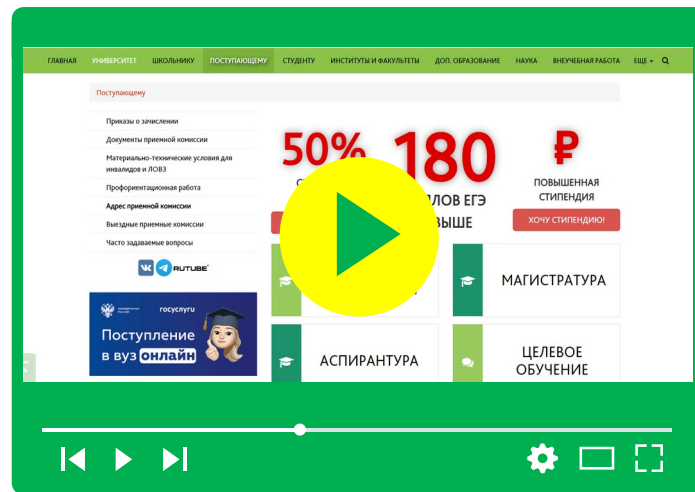 ГЛАВНАЯ УНИВЕРСИТЕТ ШКОЛЬНИКУ ПОСТУПАЮЩЕМУ СТУДЕНТУ ИНСТИТУТЫ И ФАКУЛЬТЕТЫ ДОП. ОБРАЗОВАНИЕ НАУКА ВНЕУЧЕБНАЯ РАБОТА ЕЩЕ
Поступающему
Приказы о зачислении
Документы приемной комиссии
Материально-технические условия для
инвалидов и ЛОВЗ
Профориентационная работа
Адрес приемной комиссии
Выездные приемные комиссии
Часто задаваемые вопросы
RUTUBE
госуслуги
Поступление
в вуз онлайн
50% 180 ₽
ЕГЭ
ПОВЫШЕННАЯ
СТИПЕНДИЯ
ХОЧУ СТИПЕНДИЮ!
МАГИСТРАТУРА
АСПИРАНТУРА
ЦЕЛЕВОЕ
ОБУЧЕНИЕ